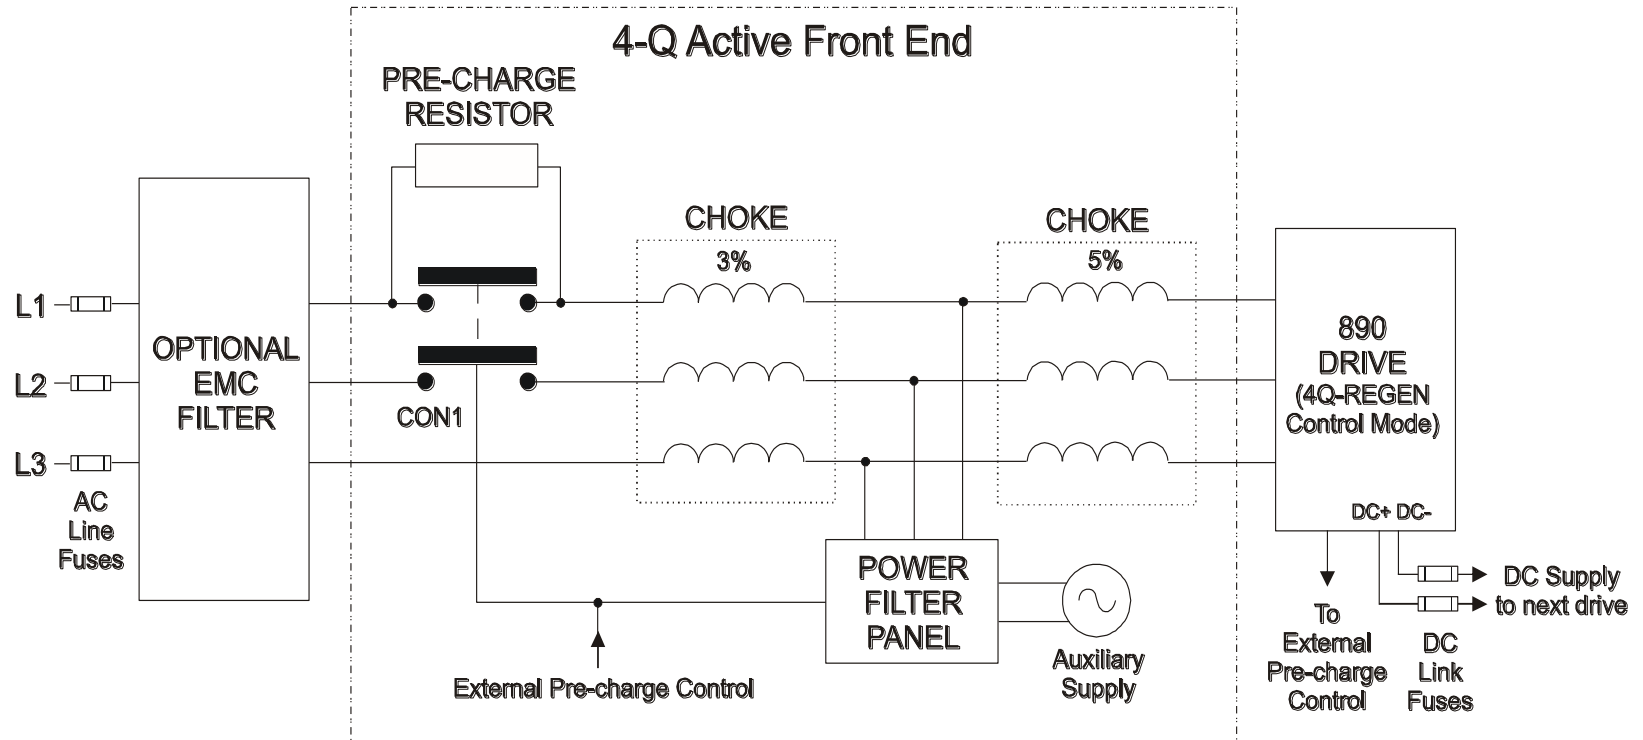 4-Q Active Front End
PRE-CHARGE
RESISTOR
CHOKE
3%
CHOKE
5%
L1
L2
L3
AC
Line
Fuses
OPTIONAL
EMC
FILTER
CON1
890
DRIVE
(4Q-REGEN
Control Mode)
DC+ DC-
POWER
FILTER
PANEL
External Pre-charge Control
Auxiliary
Supply
To
External
Pre-charge
Control
DC
Link
Fuses
DC Supply
to next drive